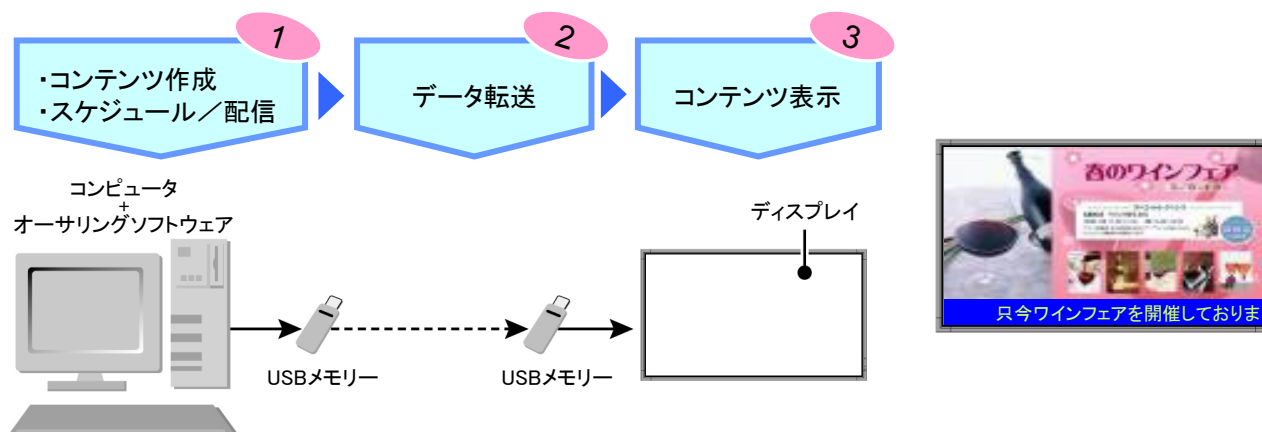 1
・コンテンツ作成
・スケジュール／配信
2
データ転送
3
コンテンツ表示
コンピュータ
+
オーサリングソフトウェア
USBメモリー
USBメモリー
ディスプレイ
春のワインフェア
只今ワインフェアを開催しておりま